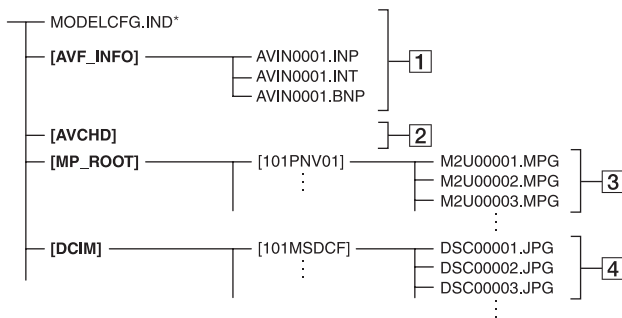 MODELCFG.IND*
[AVF_INFO] AVIN0001.INP
AVIN0001.INT
AVIN0001.BNP
1
[AVCHD] 2
[MP_ROOT] [101PNV01] M2U00001.MPG
M2U00002.MPG
M2U00003.MPG
3
[DCIM] [101MSDCF] DSC00001.JPG
DSC00002.JPG
DSC00003.JPG
4